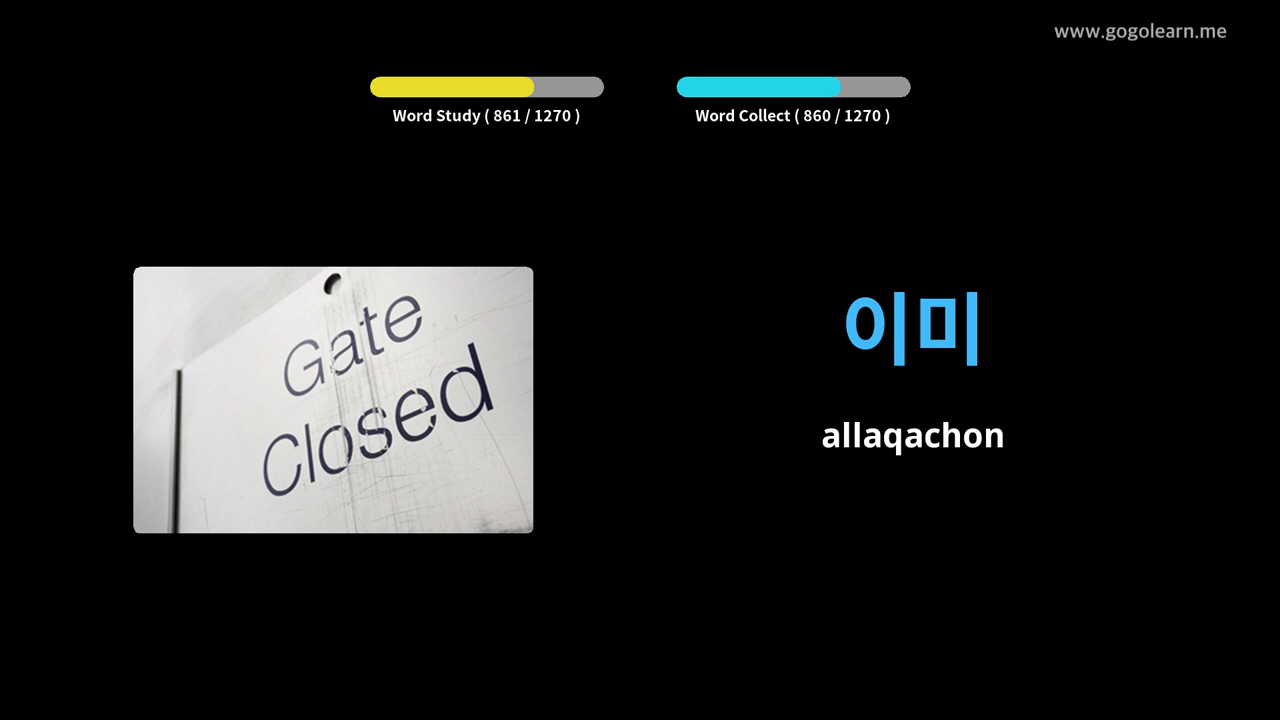 www.gogolearn.me
Word Study ( 861 / 1270 )
Word Collect ( 860 / 1270 )
Gate
Closed
이미
allaqachon